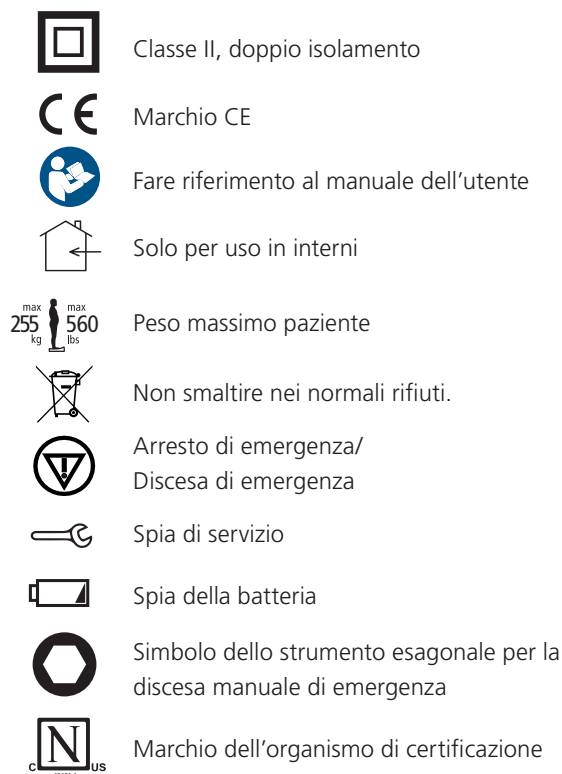 Classe II, doppio isolamento
CE
Marchio CE
Fare riferimento al manuale dell’utente
Solo per uso in interni
max max
255 560
kg lbs
Peso massimo paziente
Non smaltire nei normali rifiuti.
Arresto di emergenza/
Discesa di emergenza
Spia di servizio
Spia della batteria
Simbolo dello strumento esagonale per la
discesa manuale di emergenza
N
C US
Marchio dell’organismo di certificazione